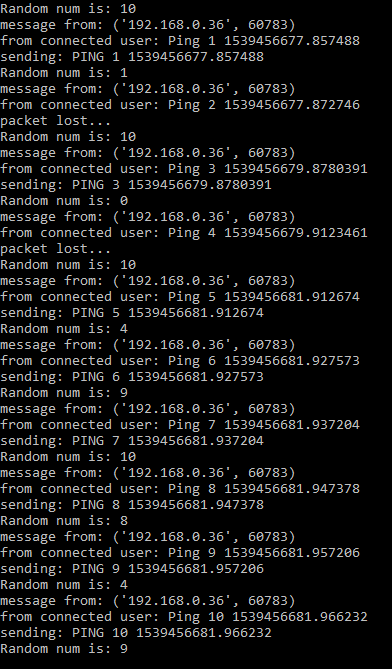 Random num is: 10
message from: ('192.168.0.36', 60783)
from connected user: Ping 1 1539456677.857488
sending: PING 1 1539456677.857488
Random num is: 1
message from: ('192.168.0.36', 60783)
from connected user: Ping 2 1539456677.872746
packet lost...
Random num is: 10
message from: ('192.168.0.36', 60783)
from connected user: Ping 3 1539456679.8780391
sending: PING 3 1539456679.8780391
Random num is: 0
message from: ('192.168.0.36', 60783)
from connected user: Ping 4 1539456679.9123461
packet lost...
Random num is: 10
message from: ('192.168.0.36', 60783)
from connected user: Ping 5 1539456681.912674
sending: PING 5 1539456681.912674
Random num is: 4
message from: ('192.168.0.36', 60783)
from connected user: Ping 6 1539456681.927573
sending: PING 6 1539456681.927573
Random num is: 9
message from: ('192.168.0.36', 60783)
from connected user: Ping 7 1539456681.937204
sending: PING 7 1539456681.937204
Random num is: 10
message from: ('192.168.0.36', 60783)
from connected user: Ping 8 1539456681.947378
sending: PING 8 1539456681.947378
Random num is: 8
message from: ('192.168.0.36', 60783)
from connected user: Ping 9 1539456681.957206
sending: PING 9 1539456681.957206
Random num is: 4
message from: ('192.168.0.36', 60783)
from connected user: Ping 10 1539456681.966232
sending: PING 10 1539456681.966232
Random num is: 9